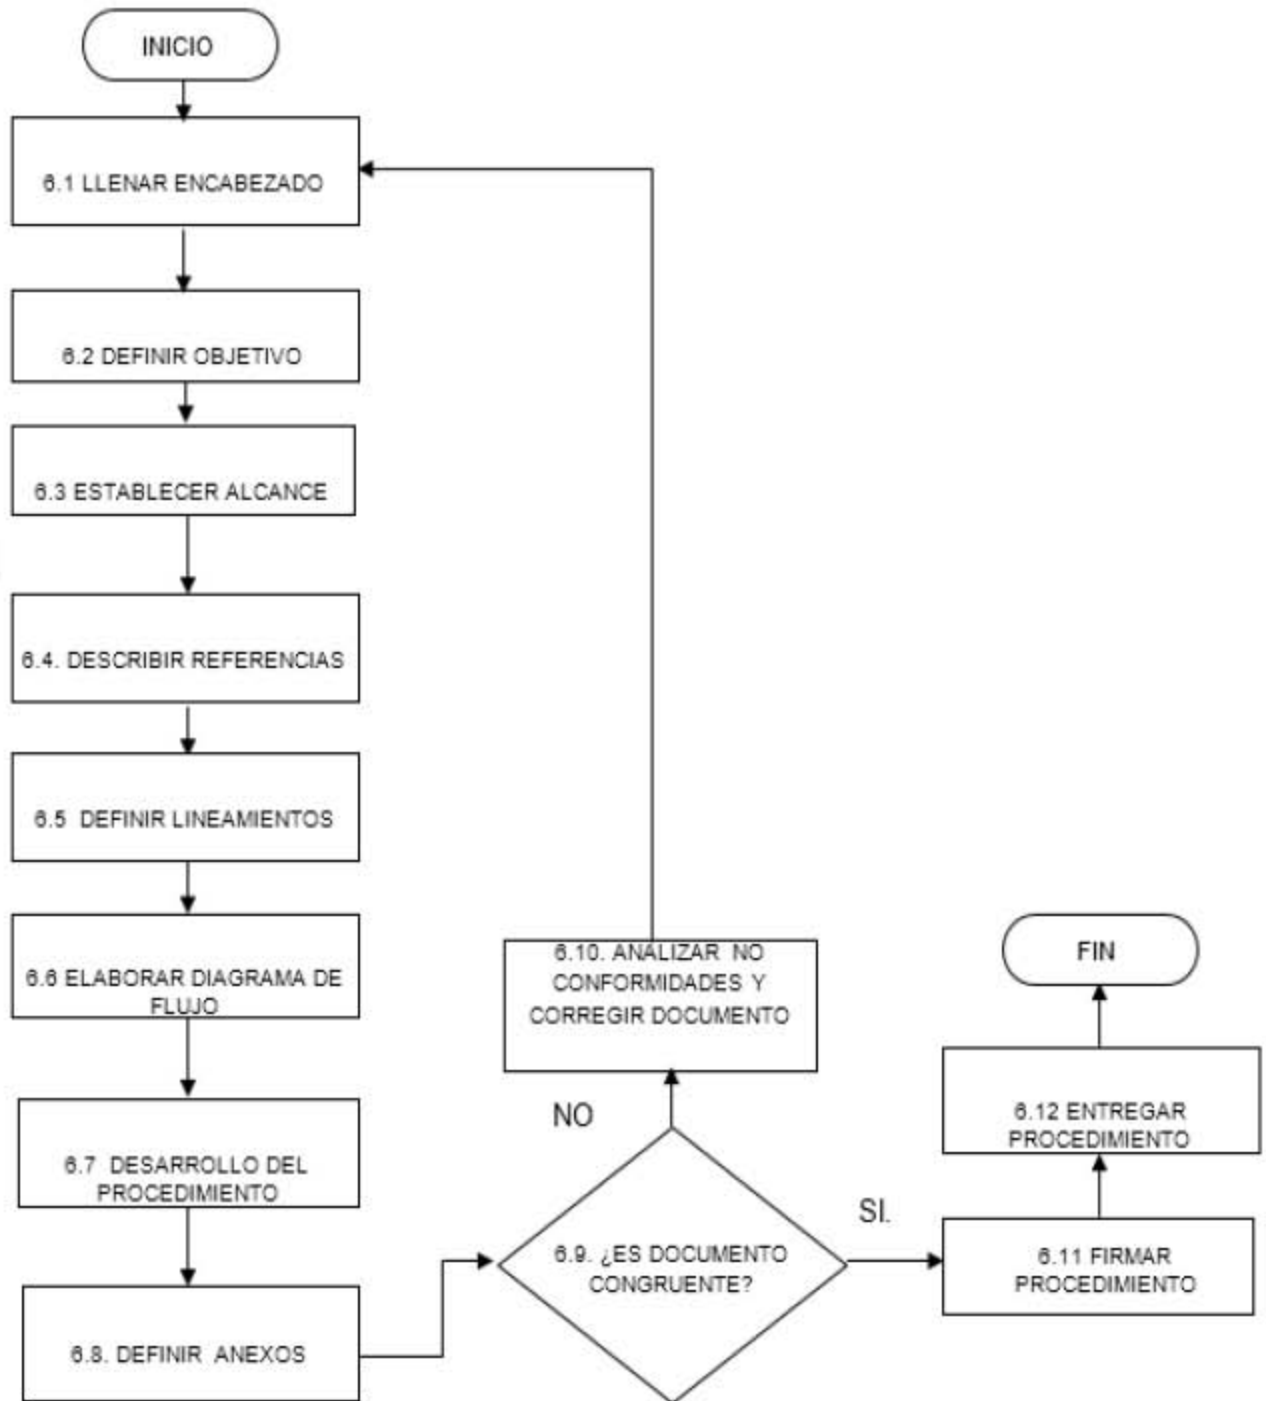 INICIO
6.1 LLENAR ENCABEZADO
6.2 DEFINIR OBJETIVO
6.3 ESTABLECER ALCANCE
6.4. DESCRIBIR REFERENCIAS
6.5 DEFINIR LINEAMIENTOS
6.6 ELABORAR DIAGRAMA DE
FLUJO
6.7 DESARROLLO DEL
PROCEDIMIENTO
6.8. DEFINIR ANEXOS
6.9. ¿ES DOCUMENTO
CONGRUENTE?
NO
6.10. ANALIZAR NO
CONFORMIDADES Y
CORREGIR DOCUMENTO
SI.
6.11 FIRMAR
PROCEDIMIENTO
6.12 ENTREGAR
PROCEDIMIENTO
FIN